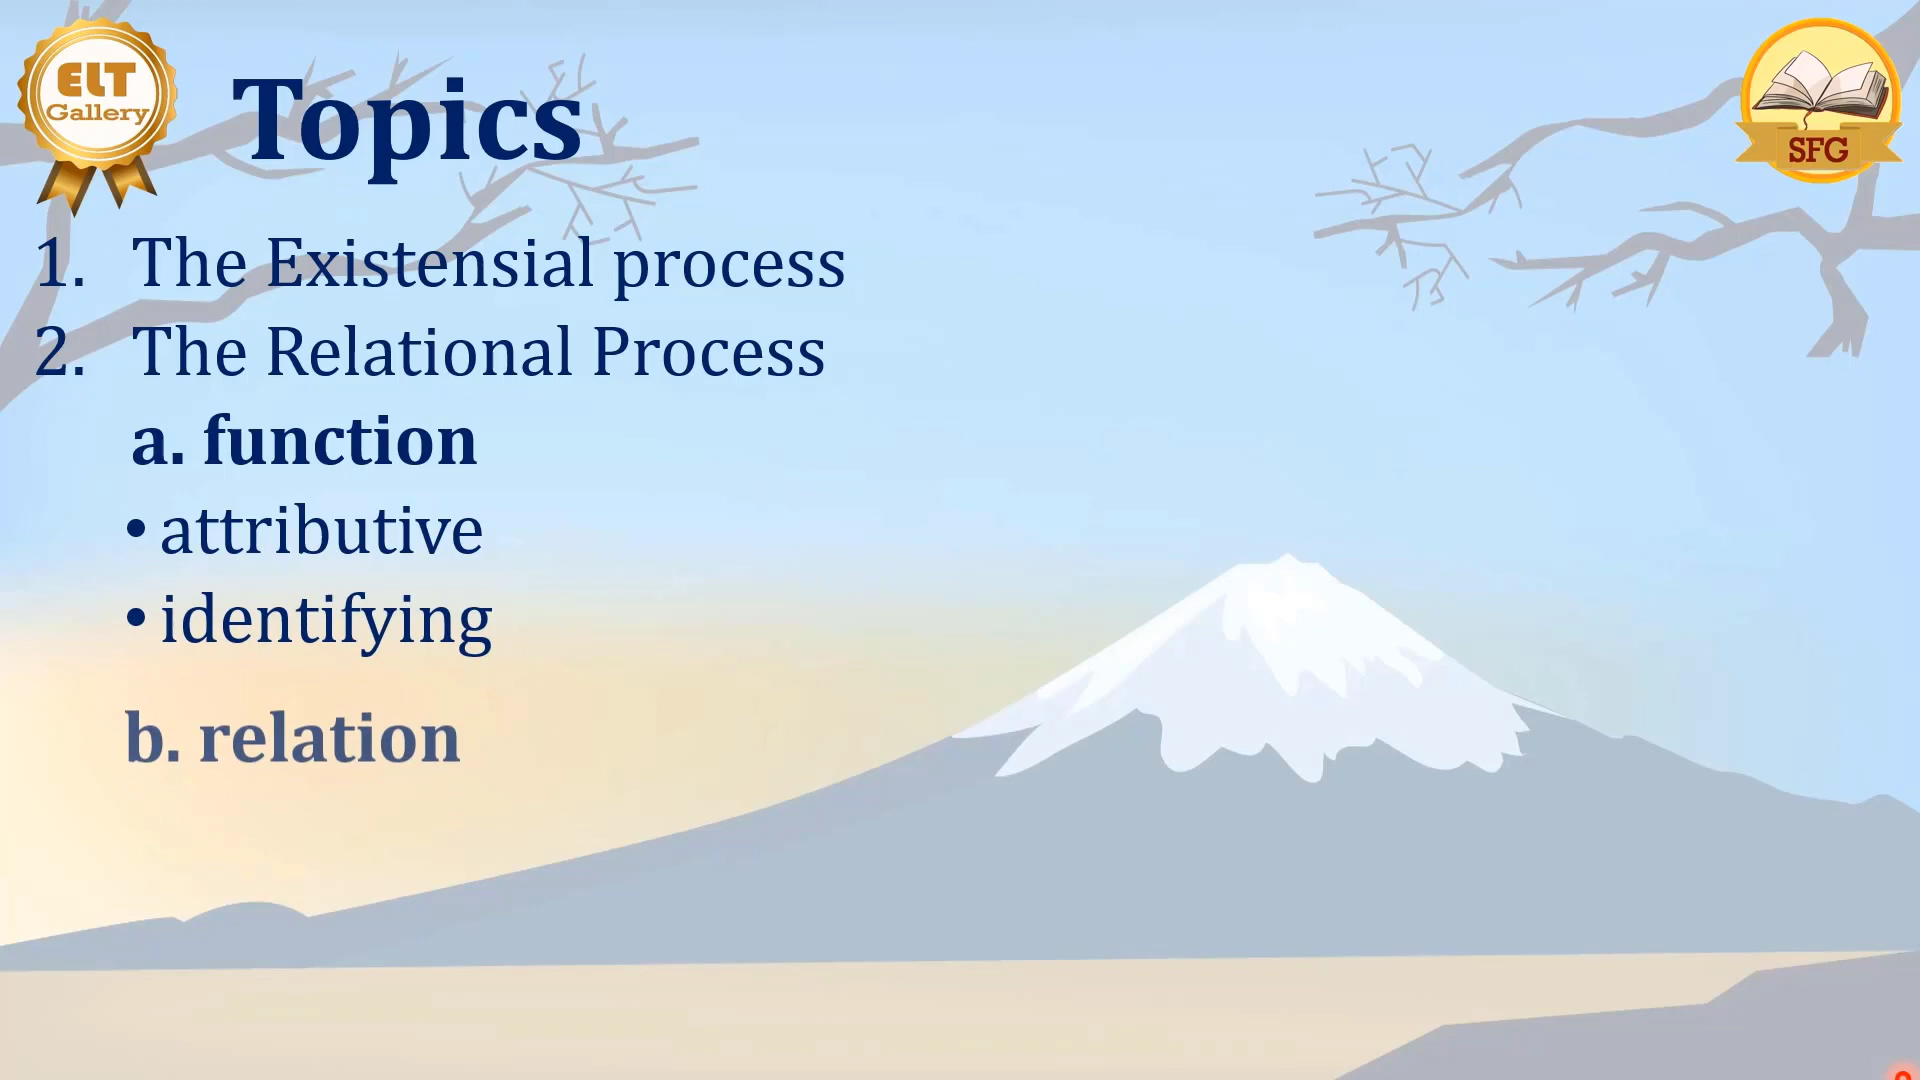 ELT
Gallery
Topics
SFG
1. The Existensial process
2. The Relational Process
a. function
• attributive
• identifying
b. relation